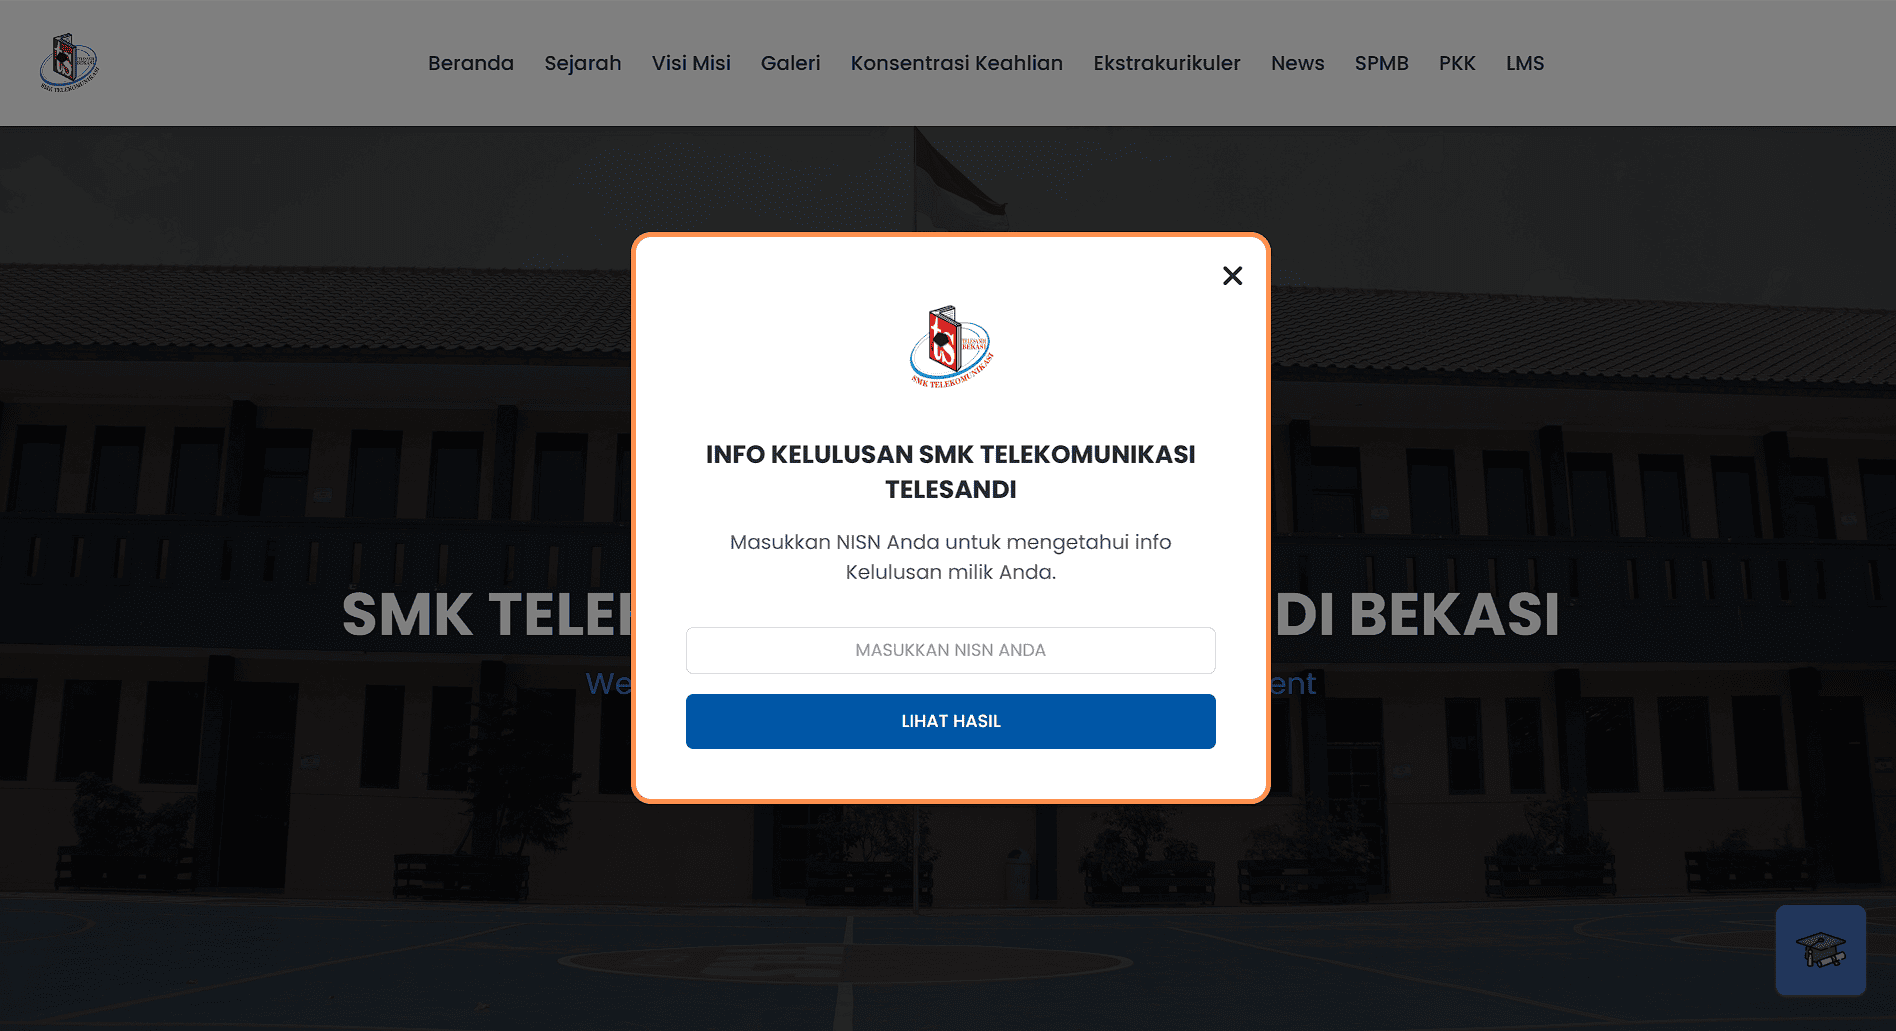 Beranda Sejarah Visi Misi Galeri Konsentrasi Keahlian Ekstrakurikuler News SPMB PKK LMS
TELESANDI
BEKASI
SMK TELEKOMUNIKASI
INFO KELULUSAN SMK TELEKOMUNIKASI
TELESANDI
Masukkan NISN Anda untuk mengetahui info
Kelulusan milik Anda.
SMK TELE DI BEKASI
MASUKKAN NISN ANDA
We ent
LIHAT HASIL